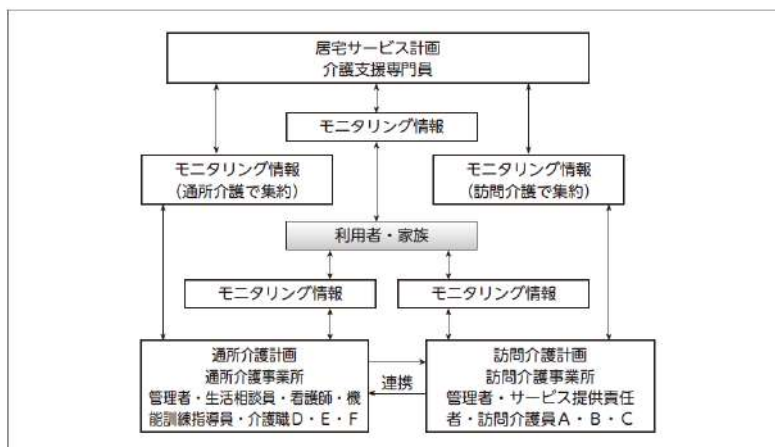 居宅サービス計画
介護支援専門員
モニタリング情報
モニタリング情報
（通所介護で集約）
モニタリング情報
（訪問介護で集約）
利用者・家族
モニタリング情報
モニタリング情報
通所介護計画
通所介護事業所
管理者・生活相談員・看護師・機
能訓練指導員・介護職D・E・F
連携
訪問介護計画
訪問介護事業所
管理者・サービス提供責任
者・訪問介護員A・B・C